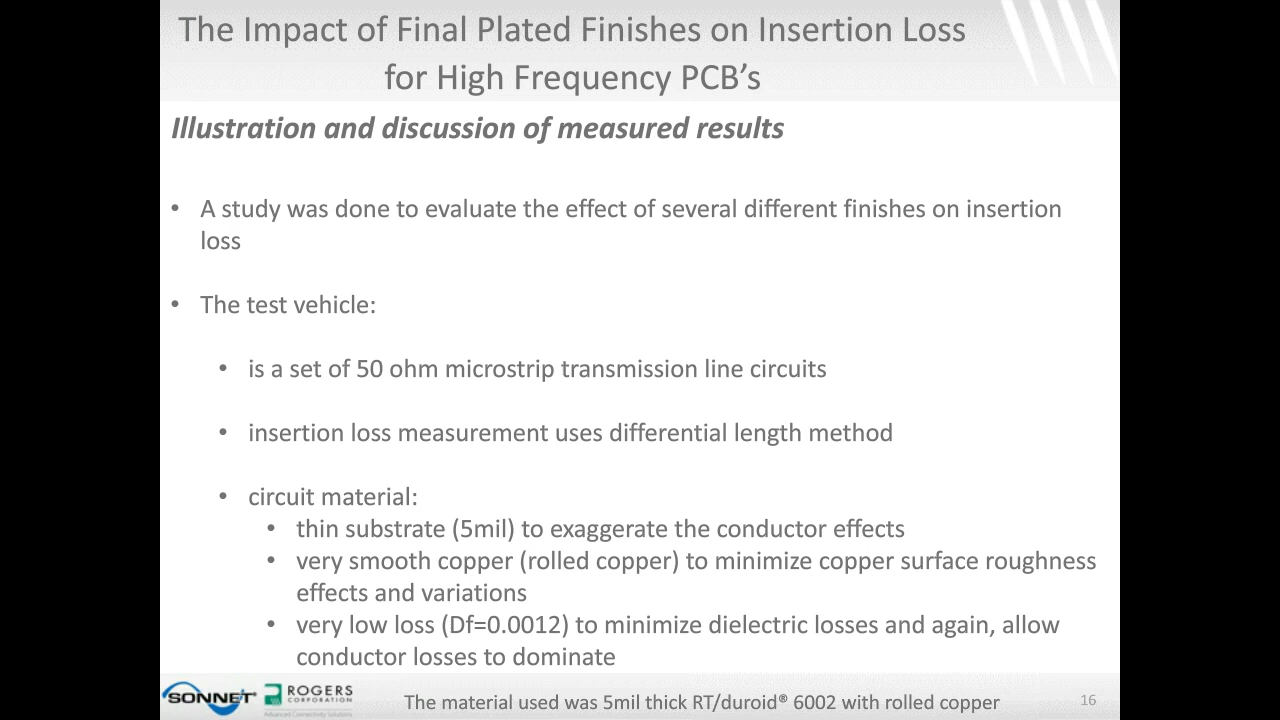 The Impact of Final Plated Finishes on Insertion Loss
for High Frequency PCB’s
Illustration and discussion of measured results
• A study was done to evaluate the effect of several different finishes on insertion
loss
• The test vehicle:
• is a set of 50 ohm microstrip transmission line circuits
• insertion loss measurement uses differential length method
• circuit material:
• thin substrate (5mil) to exaggerate the conductor effects
• very smooth copper (rolled copper) to minimize copper surface roughness
effects and variations
• very low loss (Df=0.0012) to minimize dielectric losses and again, allow
conductor losses to dominate
SONNET
ROGERS
CORPORATION
Advanced Connectivity Solutions
The material used was 5mil thick RT/duroid® 6002 with rolled copper
16